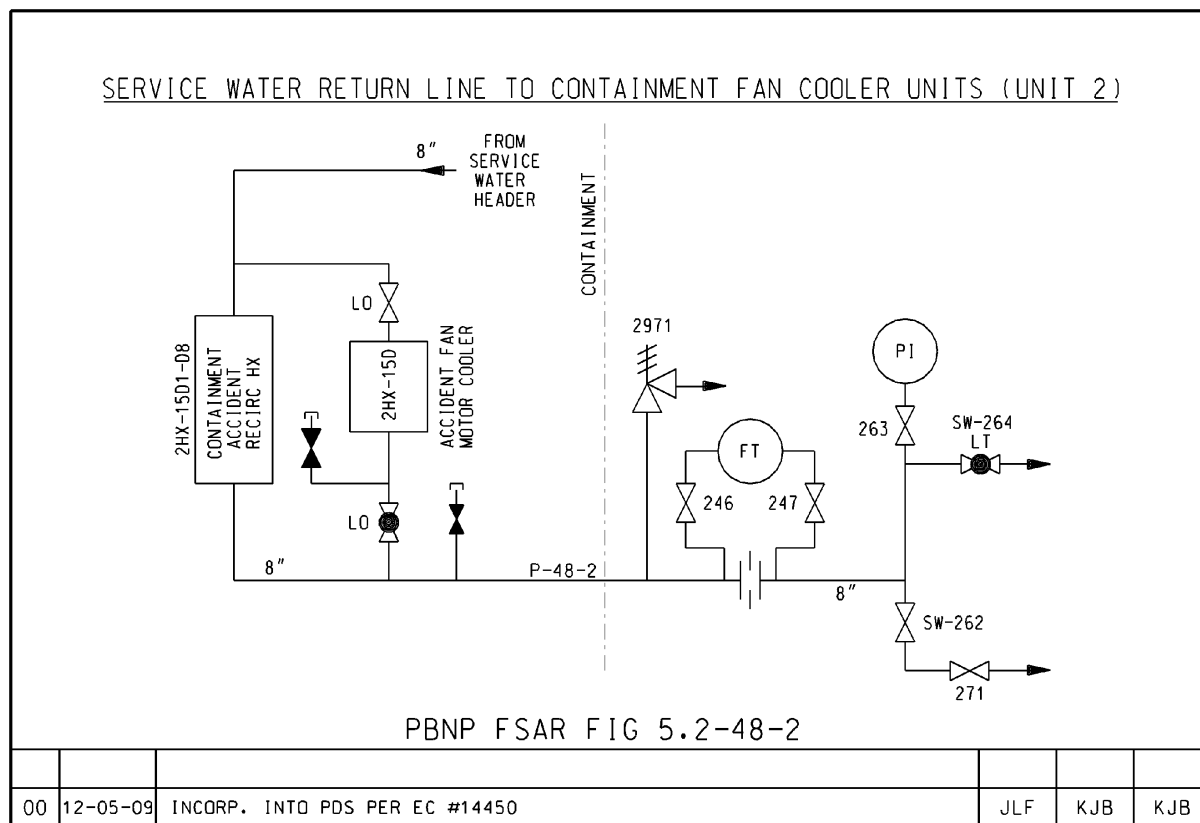 SERVICE WATER RETURN LINE TO CONTAINMENT FAN COOLER UNITS (UNIT 2)
8"
FROM
SERVICE
WATER
HEADER
CONTAINMENT
LO
2HX-15D1-D8
CONTAINMENT
ACCIDENT
RECIRC HX
2HX-15D
ACCIDENT FAN
MOTOR COOLER
2971
PI
263
SW-264
LT
FT
246
247
LO
8"
P-48-2
8"
SW-262
271
PBNP FSAR FIG 5.2-48-2
00 12-05-09 INCORP. INTO PDS PER EC #14450 JLF KJB KJB